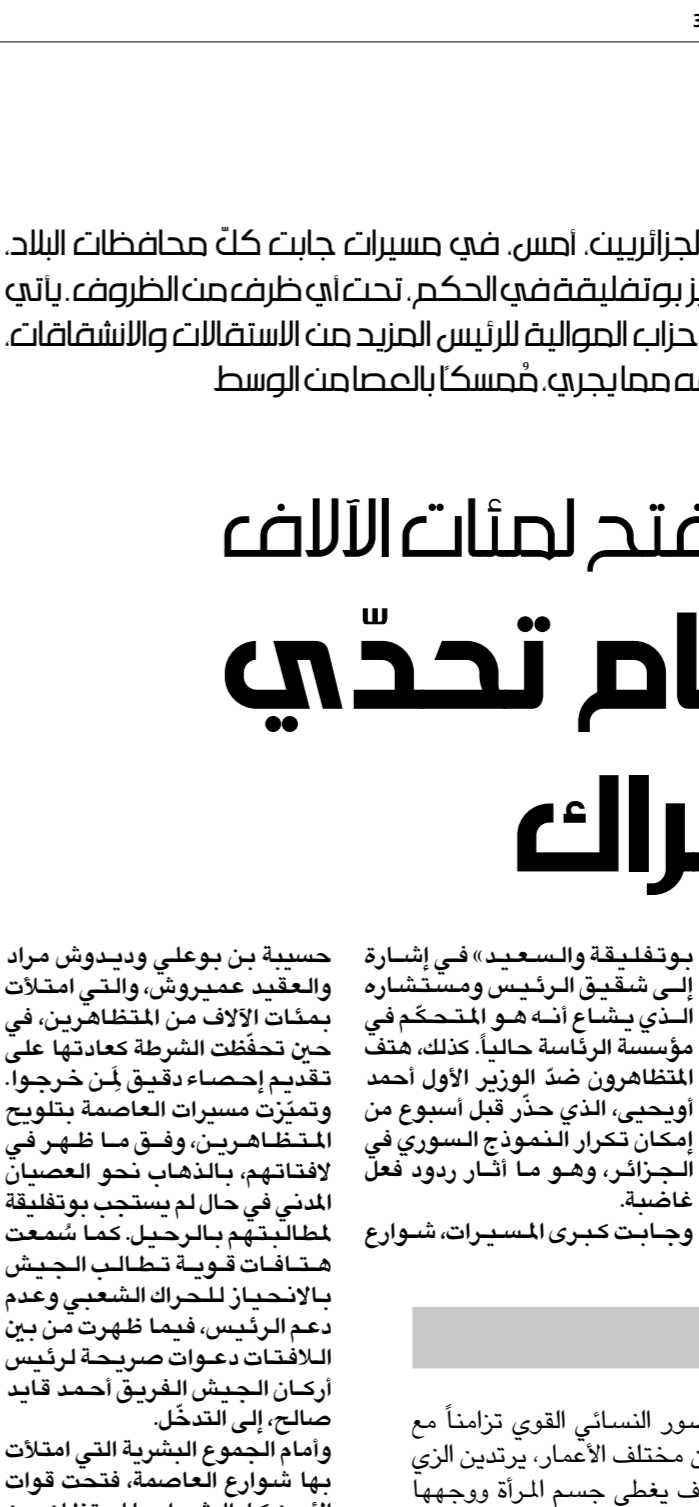 الجزائريين، أمس، في مسيرات جابت كلّ محافظات البلاد،
بوتفليقة في الحكم، تحت أي ظرف من الظروف. يأتي
الموالية للرئيس المزيد من الاستقالات والانشقاقات،
مما يجري، مُمسكًا بالعصا من الوسط
لمئات الآلاف
تحدّي
بوتفليقة والسعيد» في إشارة
إلى شقيق الرئيس ومستشاره
الذي يشاع أنه هو المتحكّم في
مؤسسة الرئاسة حالياً. كذلك، هتف
المتظاهرون ضدّ الوزير الأول أحمد
أويحيى، الذي حذّر قبل أسبوع من
إمكان تكرار النموذج السوري في
الجزائر، وهو ما أثار ردود فعل
غاضبة.
وجابت كبرى المسيرات، شوارع
حسيبة بن بوعلي وديدوش مراد
والعقيد عميروش، والتي امتلأت
بمئات الآلاف من المتظاهرين، في
حين تحفّظت الشرطة كعادتها على
تقديم إحصاء دقيق لِمَن خرجوا.
وتميّزت مسيرات العاصمة بتلويح
المتظاهرين، وفق ما ظهر في
لافتاتهم، بالذهاب نحو العصيان
المدني في حال لم يستجب بوتفليقة
لمطالبتهم بالرحيل. كما سُمعت
هتافات قوية تطالب الجيش
بالانحياز للحراك الشعبي وعدم
دعم الرئيس، فيما ظهرت من بين
اللافتات دعوات صريحة لرئيس
أركان الجيش الفريق أحمد قايد
صالح، إلى التدخّل.
وأمام الجموع البشرية التي امتلأت
بها شوارع العاصمة، فتحت قوات
النسائي القوي تزامناً مع
مختلف الأعمار، يرتدين الزي
يغطي جسم المرأة ووجهها